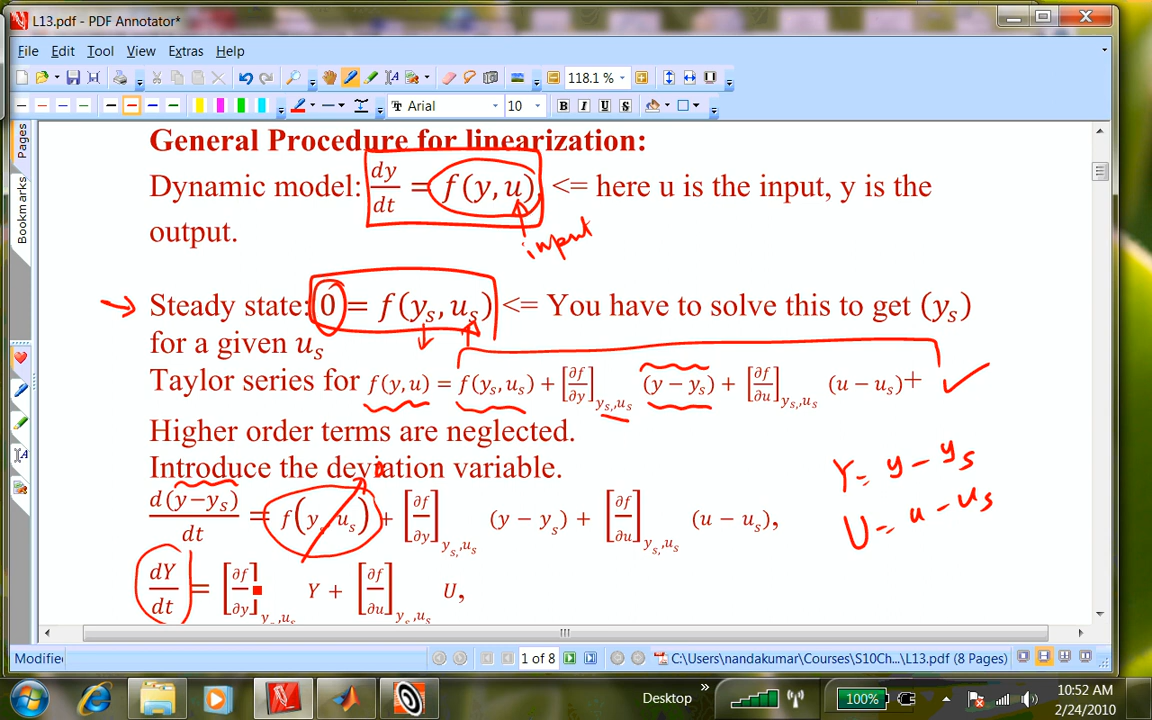 L13.pdf - PDF Annotator*
File Edit Tool View Extras Help
118.1 %
Arial 10 B I U S
Pages
Bookmarks
General Procedure for linearization:
Dynamic model: dy/dt = f(y, u) <= here u is the input, y is the
output.
input
Steady state: 0 = f(y_s, u_s) <= You have to solve this to get (y_s)
for a given u_s
Taylor series for f(y, u) = f(y_s, u_s) + [∂f/∂y]_{y_s,,u_s} (y − y_s) + [∂f/∂u]_{y_s,,u_s} (u − u_s)+
Higher order terms are neglected.
Introduce the deviation variable.
Y = y − y_s
U = u − u_s
d(y−y_s)/dt = f(y_s, u_s) + [∂f/∂y]_{y_s,,u_s} (y − y_s) + [∂f/∂u]_{y_s,,u_s} (u − u_s),
dY/dt = [∂f/∂y]_{y_s,,u_s} Y + [∂f/∂u]_{y_s,,u_s} U,
Modifie
1 of 8
C:\Users\nandakumar\Courses\S10Ch...\L13.pdf (8 Pages)
Desktop »
100%
10:52 AM
2/24/2010